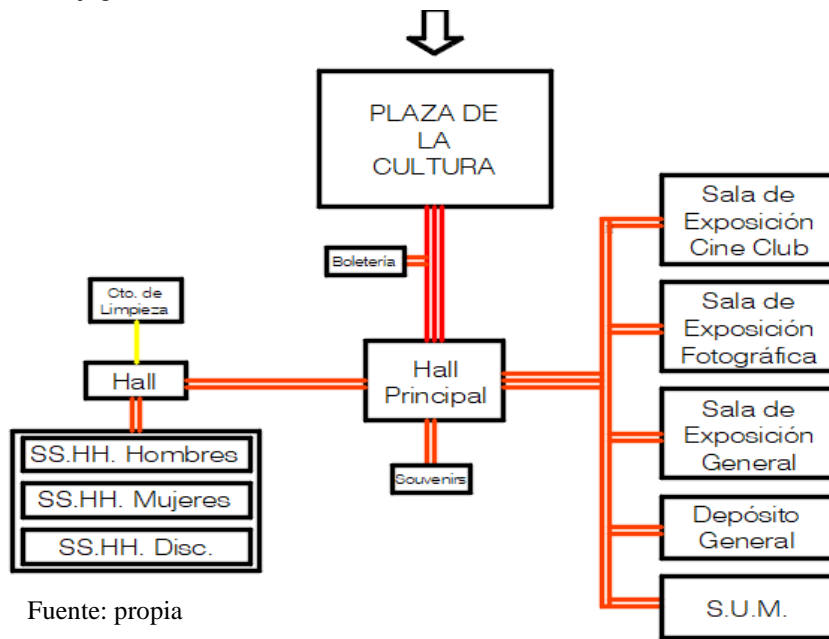 PLAZA DE
LA
CULTURA
Boletería
Cto. de
Limpieza
Hall
SS.HH. Hombres
SS.HH. Mujeres
SS.HH. Disc.
Hall
Principal
Souvenirs
Sala de
Exposición
Cine Club
Sala de
Exposición
Fotográfica
Sala de
Exposición
General
Depósito
General
S.U.M.
Fuente: propia